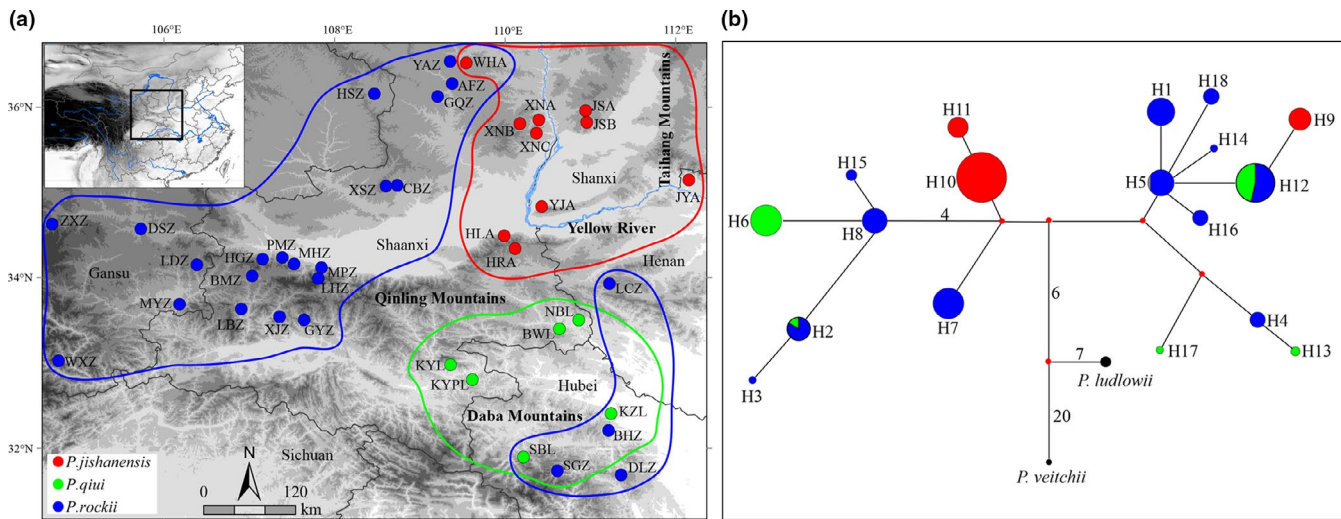 (a)
(b)
106°E
108°E
110°E
112°E
36°N
34°N
32°N
YAZ
WHA
HSZ
AFZ
GQZ
XNA
XNB
XNC
JSA
JSB
Taihang Mountains
XSZ
CBZ
Shanxi
JYA
YJA
ZXZ
DSZ
Shaanxi
HLA
Yellow River
HRA
PMZ
HGZ
MHZ
LDZ
MPZ
Gansu
BMZ
LHZ
Henan
LCZ
Qinling Mountains
MYZ
LBZ
XJZ
GYZ
NBL
BWL
WXZ
KYL
KYPL
Hubei
Daba Mountains
KZL
BHZ
SBL
SGZ
DLZ
Sichuan
N
0 120
km
P.jishanensis
P.qiui
P.rockii
H11
H10
H15
H6
H8
4
H7
H2
H3
H1
H18
H14
H9
H5
H12
H16
H4
H17
H13
6
7
P. ludlowii
20
P. veitchii